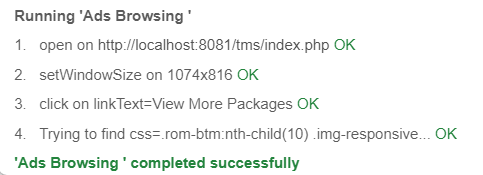 Running 'Ads Browsing '
1. open on http://localhost:8081/tms/index.php OK
2. setWindowSize on 1074x816 OK
3. click on linkText=View More Packages OK
4. Trying to find css=.rom-btm:nth-child(10) .img-responsive... OK
'Ads Browsing ' completed successfully